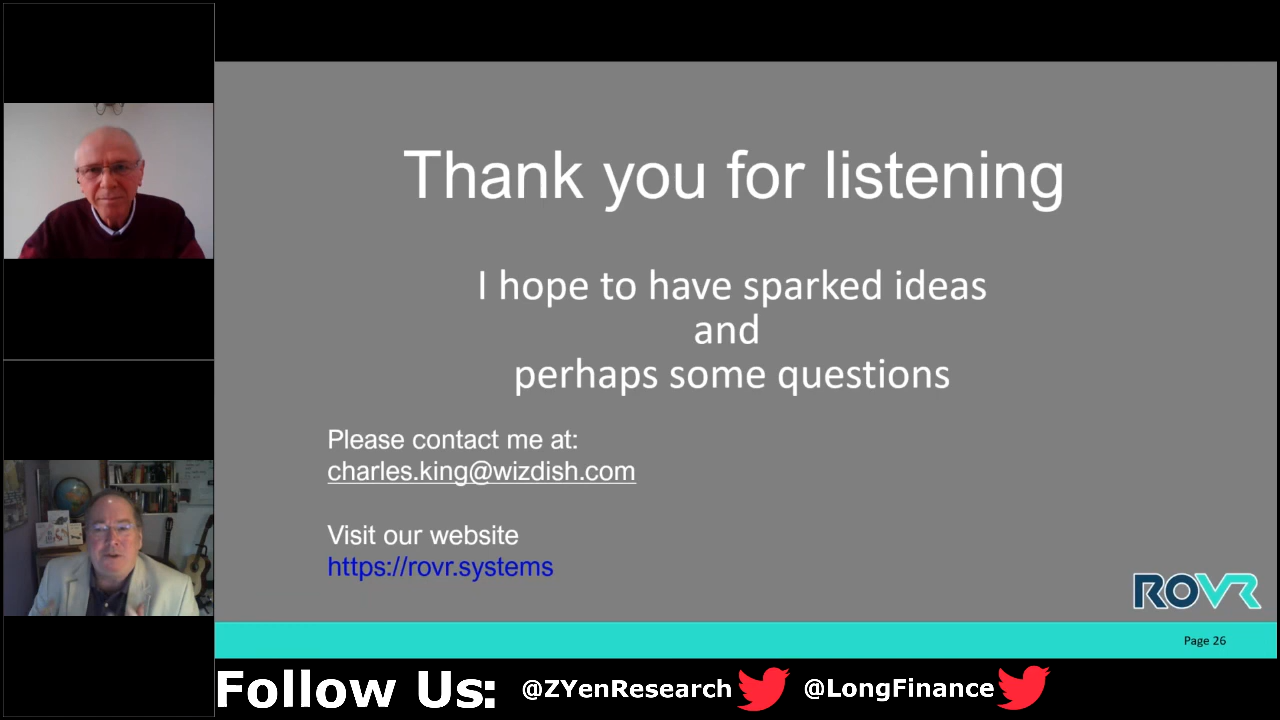 Thank you for listening
I hope to have sparked ideas
and
perhaps some questions
Please contact me at:
charles.king@wizdish.com
Visit our website
https://rovr.systems
ROVR
Page 26
Follow Us: @ZYenResearch @LongFinance